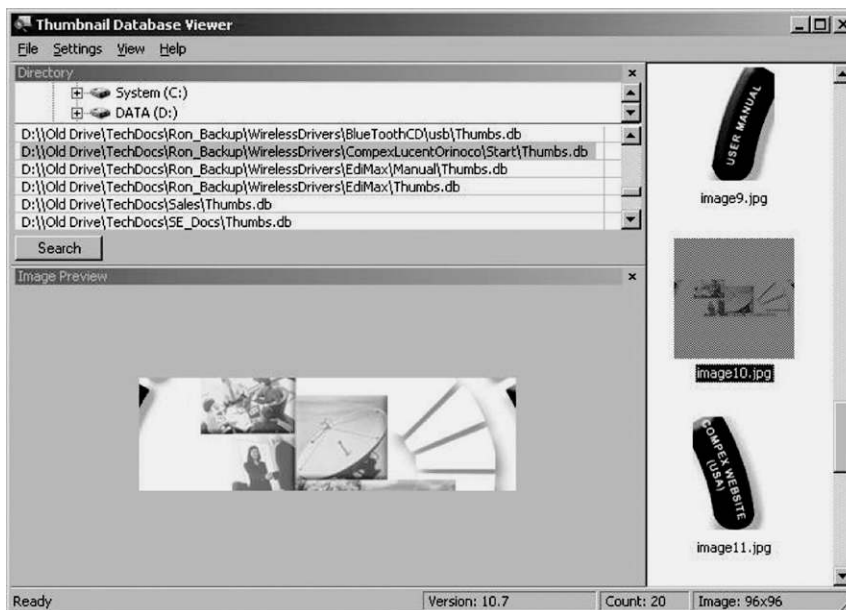 Thumbnail Database Viewer
File Settings View Help
Directory
System (C:)
DATA (D:)
D:\\Old Drive\TechDocs\Ron_Backup\WirelessDrivers\BlueToothCD\usb\Thumbs.db
D:\\Old Drive\TechDocs\Ron_Backup\WirelessDrivers\CompexLucentOrinoco\Start\Thumbs.db
D:\\Old Drive\TechDocs\Ron_Backup\WirelessDrivers\EdiMax\Manual\Thumbs.db
D:\\Old Drive\TechDocs\Ron_Backup\WirelessDrivers\EdiMax\Thumbs.db
D:\\Old Drive\TechDocs\Sales\Thumbs.db
D:\\Old Drive\TechDocs\SE_Docs\Thumbs.db
Search
Image Preview
USER MANUAL
image9.jpg
image10.jpg
COMPEX WEBSITE
(USA)
image11.jpg
Ready
Version: 10.7
Count: 20
Image: 96x96